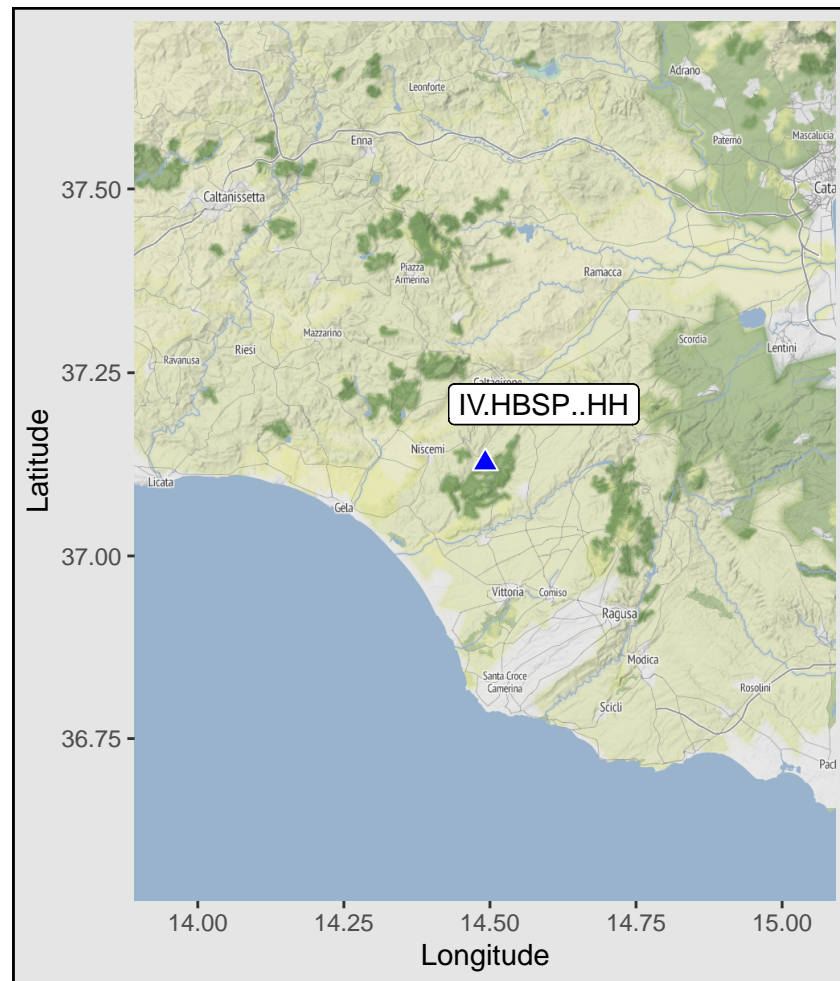 Adrano
Leonforte
Paternò
Mascalucia
Enna
37.50
Caltanissetta
Cata
Piazza
Armerina
Ramacca
Mazzarino
Scordia
Riesi
Lentini
Ravanusa
37.25
Caltagirone
IV.HBSP..HH
Niscemi
Licata
Gela
Latitude
37.00
Vittoria
Comiso
Ragusa
Modica
Santa Croce
Camerina
Rosolini
Scicli
36.75
Pach
14.00
14.25
14.50
14.75
15.00
Longitude